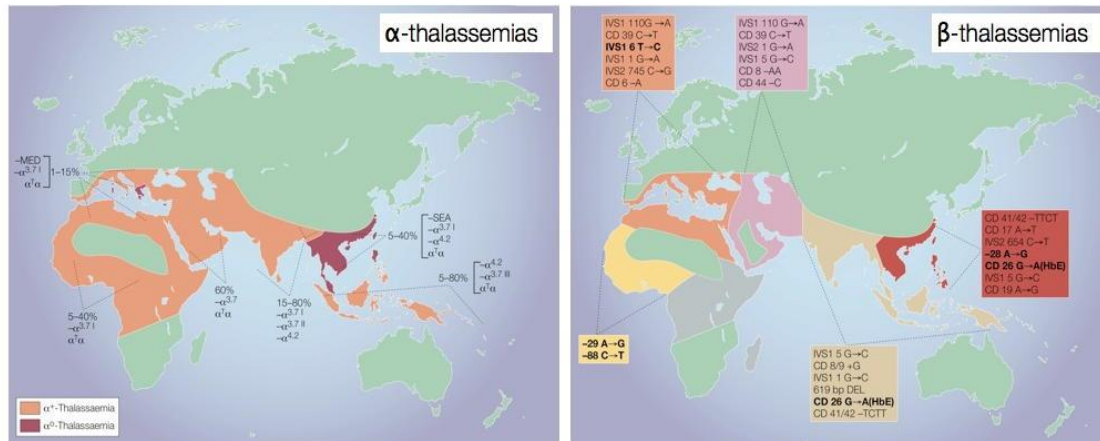 α-thalassemias
–MED
–α3.7 I
αTα
1–15%
–SEA
–α3.7 I
–α4.2
αTα
5–40%
–α4.2
–α3.7 III
αTα
5–80%
60%
–α3.7
αTα
15–80%
–α3.7 I
–α3.7 II
–α4.2
5–40%
–α3.7 I
αTα
α+-Thalassaemia
α0-Thalassaemia
β-thalassemias
IVS1 110G→A
CD 39 C→T
IVS1 6 T→C
IVS1 1 G→A
IVS2 745 C→G
CD 6 –A
IVS1 110 G→A
CD 39 C→T
IVS2 1 G→A
IVS1 5 G→C
CD 8 –AA
CD 44 –C
CD 41/42 –TTCT
CD 17 A→T
IVS2 654 C→T
–28 A→G
CD 26 G→A(HbE)
IVS1 5 G→C
CD 19 A→G
–29 A→G
–88 C→T
IVS1 5 G→C
CD 8/9 +G
IVS1 1 G→C
619 bp DEL
CD 26 G→A(HbE)
CD 41/42 –TCTT